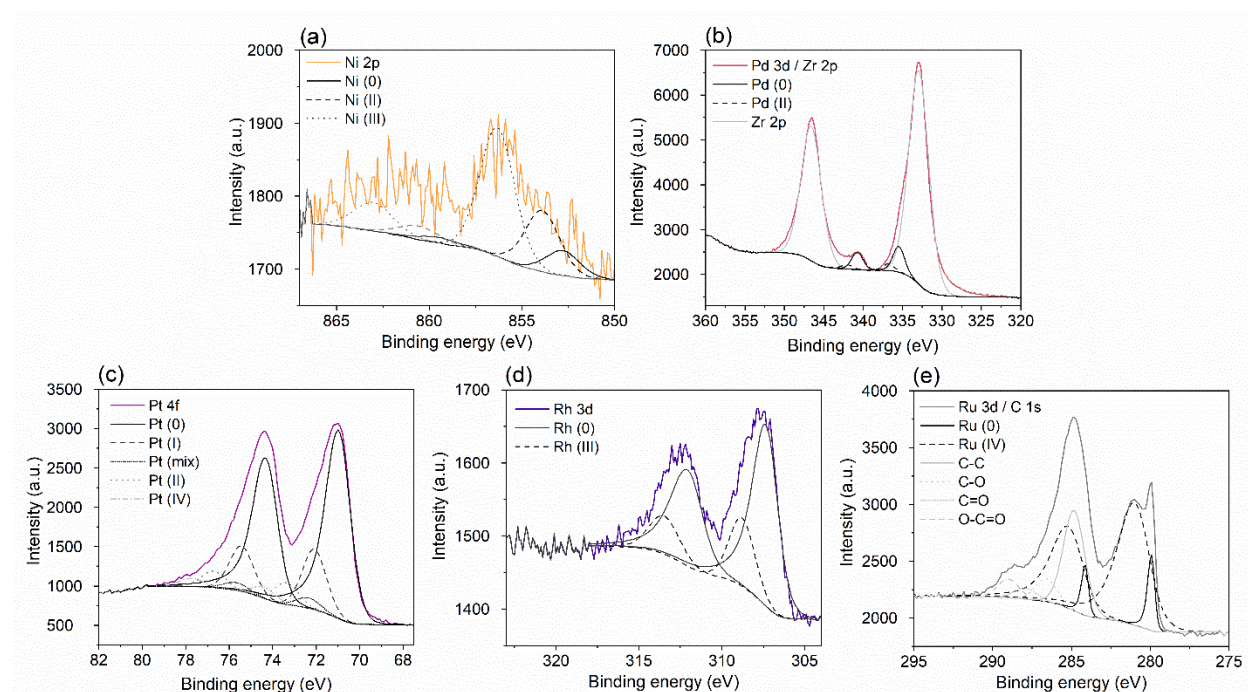 (a)
2000
1900
1800
1700
Intensity (a.u.)
Ni 2p
Ni (0)
Ni (II)
Ni (III)
865 860 855 850
Binding energy (eV)
(b)
7000
6000
5000
4000
3000
2000
Intensity (a.u.)
Pd 3d / Zr 2p
Pd (0)
Pd (II)
Zr 2p
360 355 350 345 340 335 330 325 320
Binding energy (eV)
(c)
3500
3000
2500
2000
1500
1000
500
Intensity (a.u.)
Pt 4f
Pt (0)
Pt (I)
Pt (mix)
Pt (II)
Pt (IV)
82 80 78 76 74 72 70 68
Binding energy (eV)
(d)
1700
1600
1500
1400
Intensity (a.u.)
Rh 3d
Rh (0)
Rh (III)
320 315 310 305
Binding energy (eV)
(e)
4000
3500
3000
2500
2000
Intensity (a.u.)
Ru 3d / C 1s
Ru (0)
Ru (IV)
C-C
C-O
C=O
O-C=O
295 290 285 280 275
Binding energy (eV)